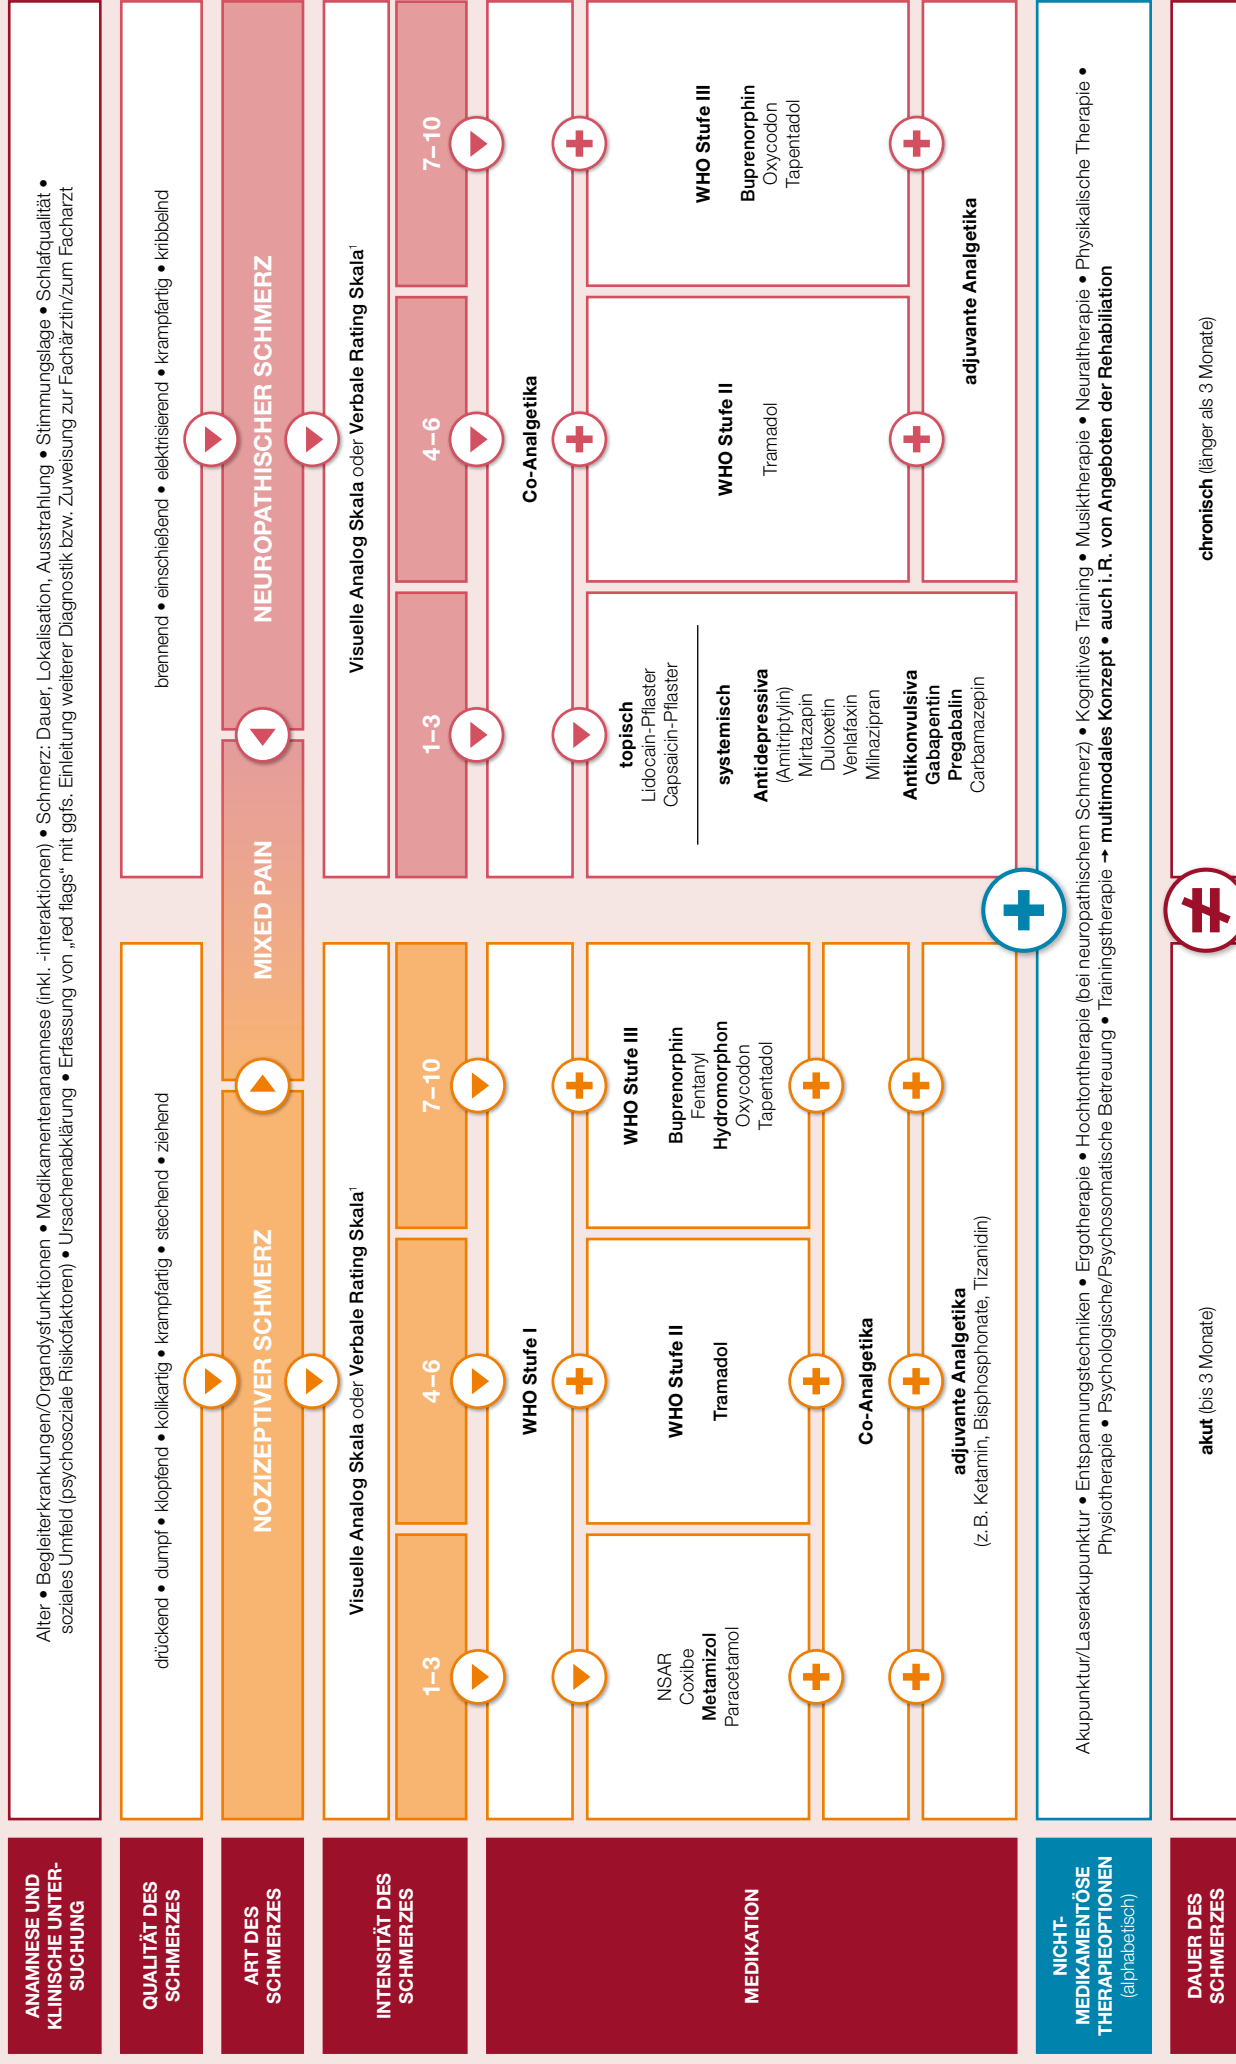 ANAMNESE UND
KLINISCHE UNTER-
SUCHUNG
Alter • Begleiterkrankungen/Organdysfunktionen • Medikamentenanamnese (inkl. -interaktionen) • Schmerz: Dauer, Lokalisation, Ausstrahlung • Stimmungslage • Schlafqualität •
soziales Umfeld (psychosoziale Risikofaktoren) • Ursachenabklärung • Erfassung von „red flags“ mit ggfs. Einleitung weiterer Diagnostik bzw. Zuweisung zur Fachärztin/zum Facharzt
QUALITÄT DES
SCHMERZES
drückend • dumpf • klopfend • kolikartig • krampfartig • stechend • ziehend
brennend • einschießend • elektrisierend • krampfartig • kribbelnd
ART DES
SCHMERZES
NOZIZEPTIVER SCHMERZ
MIXED PAIN
NEUROPATHISCHER SCHMERZ
INTENSITÄT DES
SCHMERZES
Visuelle Analog Skala oder Verbale Rating Skala¹
Visuelle Analog Skala oder Verbale Rating Skala¹
1–3
4–6
7–10
1–3
4–6
7–10
MEDIKATION
WHO Stufe I
NSAR
Coxibe
Metamizol
Paracetamol
WHO Stufe II
Tramadol
WHO Stufe III
Buprenorphin
Fentanyl
Hydromorphon
Oxycodon
Tapentadol
Co-Analgetika
adjuvante Analgetika
(z. B. Ketamin, Bisphosphonate, Tizanidin)
Co-Analgetika
topisch
Lidocain-Pflaster
Capsaicin-Pflaster
systemisch
Antidepressiva
(Amitriptylin)
Mirtazapin
Duloxetin
Venlafaxin
Milnazipran
Antikonvulsiva
Gabapentin
Pregabalin
Carbamazepin
WHO Stufe II
Tramadol
WHO Stufe III
Buprenorphin
Oxycodon
Tapentadol
adjuvante Analgetika
NICHT-
MEDIKAMENTÖSE
THERAPIEOPTIONEN
(alphabetisch)
Akupunktur/Laserakupunktur • Entspannungstechniken • Ergotherapie • Hochtontherapie (bei neuropathischem Schmerz) • Kognitives Training • Musiktherapie • Neuraltherapie • Physikalische Therapie •
Physiotherapie • Psychologische/Psychosomatische Betreuung • Trainingstherapie → multimodales Konzept • auch i. R. von Angeboten der Rehabiliation
DAUER DES
SCHMERZES
akut (bis 3 Monate)
≠
chronisch (länger als 3 Monate)